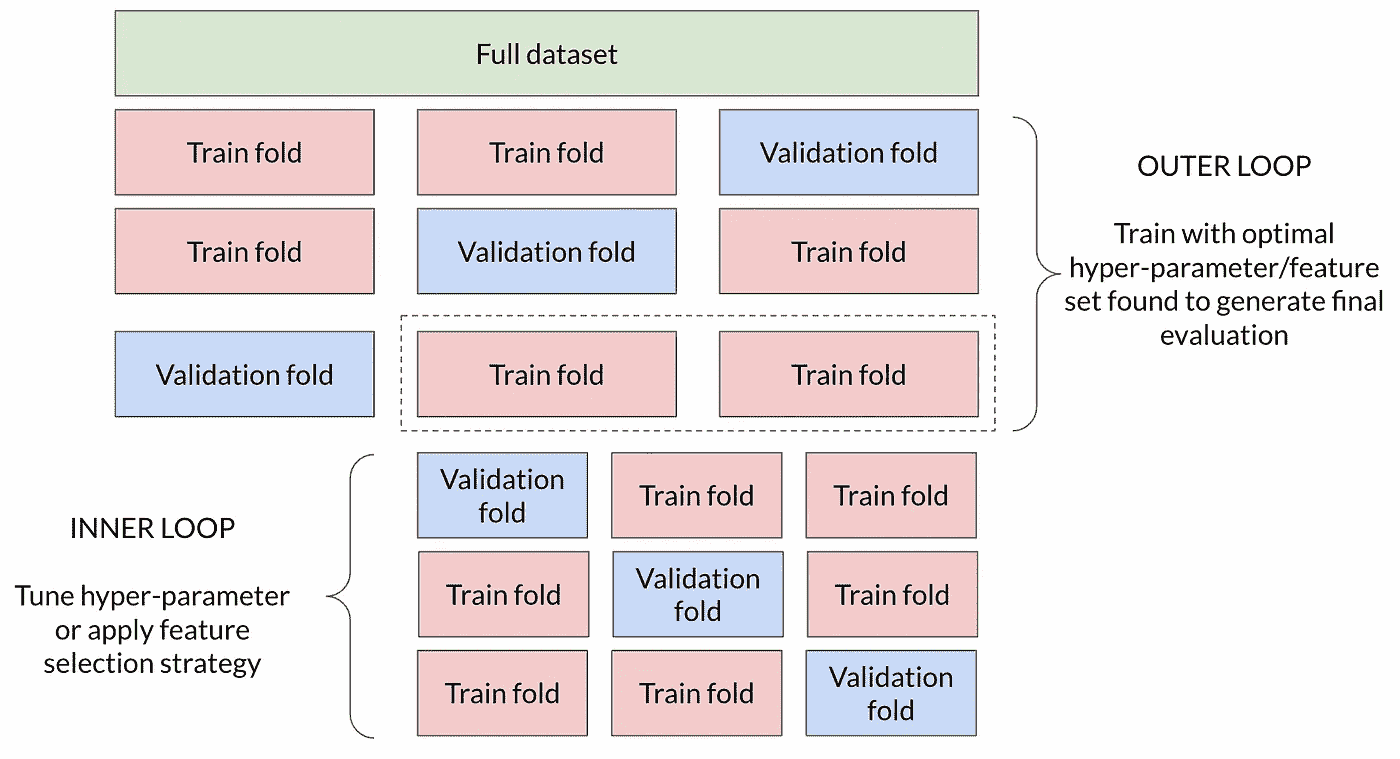 Full dataset
Train fold
Train fold
Validation fold
Train fold
Validation fold
Train fold
Validation fold
Train fold
Train fold
OUTER LOOP
Train with optimal
hyper-parameter/feature
set found to generate final
evaluation
INNER LOOP
Tune hyper-parameter
or apply feature
selection strategy
Validation
fold
Train fold
Train fold
Train fold
Validation
fold
Train fold
Train fold
Train fold
Validation
fold